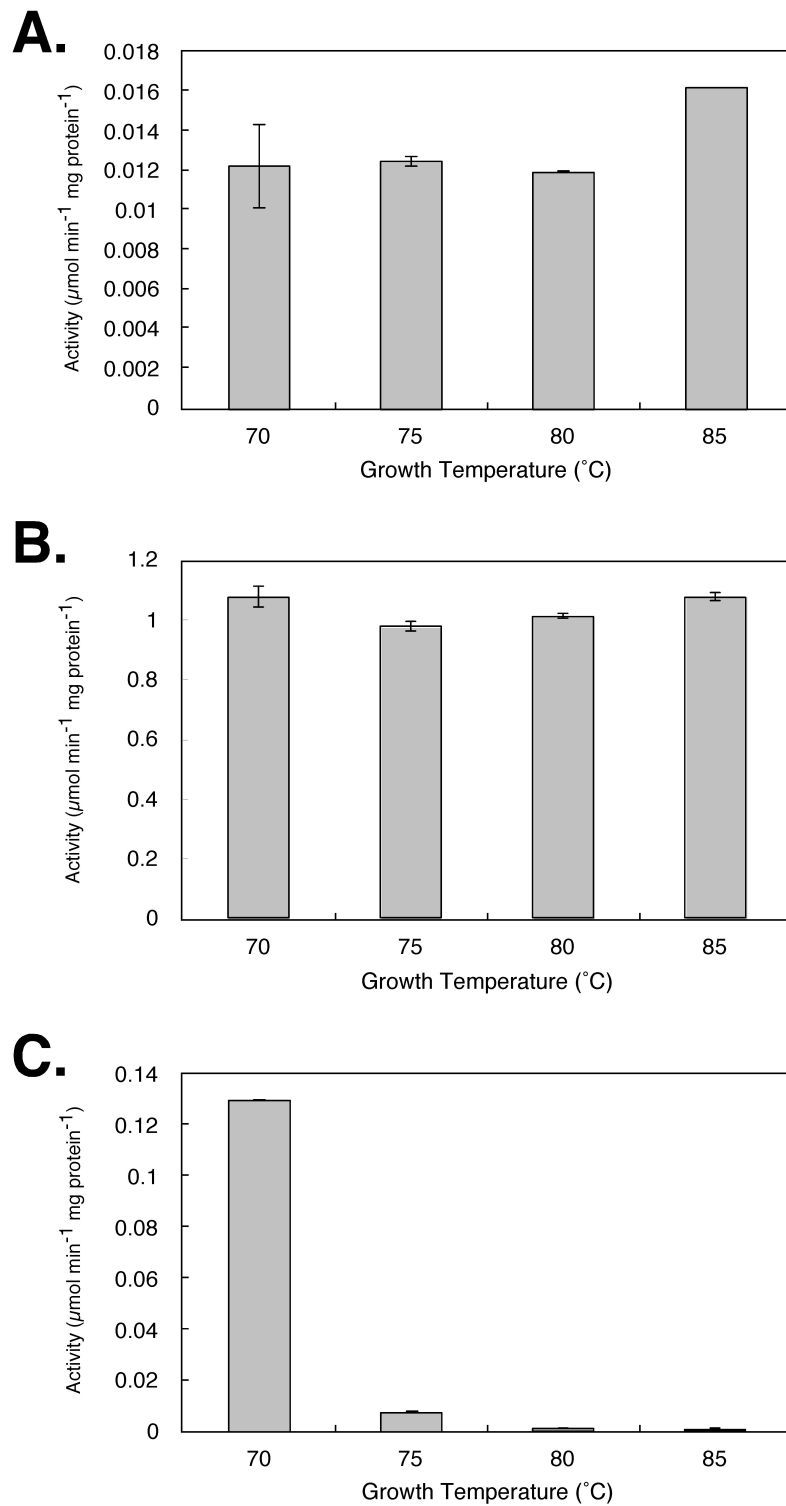 A.
Activity (µmol min⁻¹ mg protein⁻¹)
0.018
0.016
0.014
0.012
0.01
0.008
0.006
0.004
0.002
0
70 75 80 85
Growth Temperature (˚C)
B.
Activity (µmol min⁻¹ mg protein⁻¹)
1.2
1
0.8
0.6
0.4
0.2
0
70 75 80 85
Growth Temperature (˚C)
C.
Activity (µmol min⁻¹ mg protein⁻¹)
0.14
0.12
0.1
0.08
0.06
0.04
0.02
0
70 75 80 85
Growth Temperature (˚C)